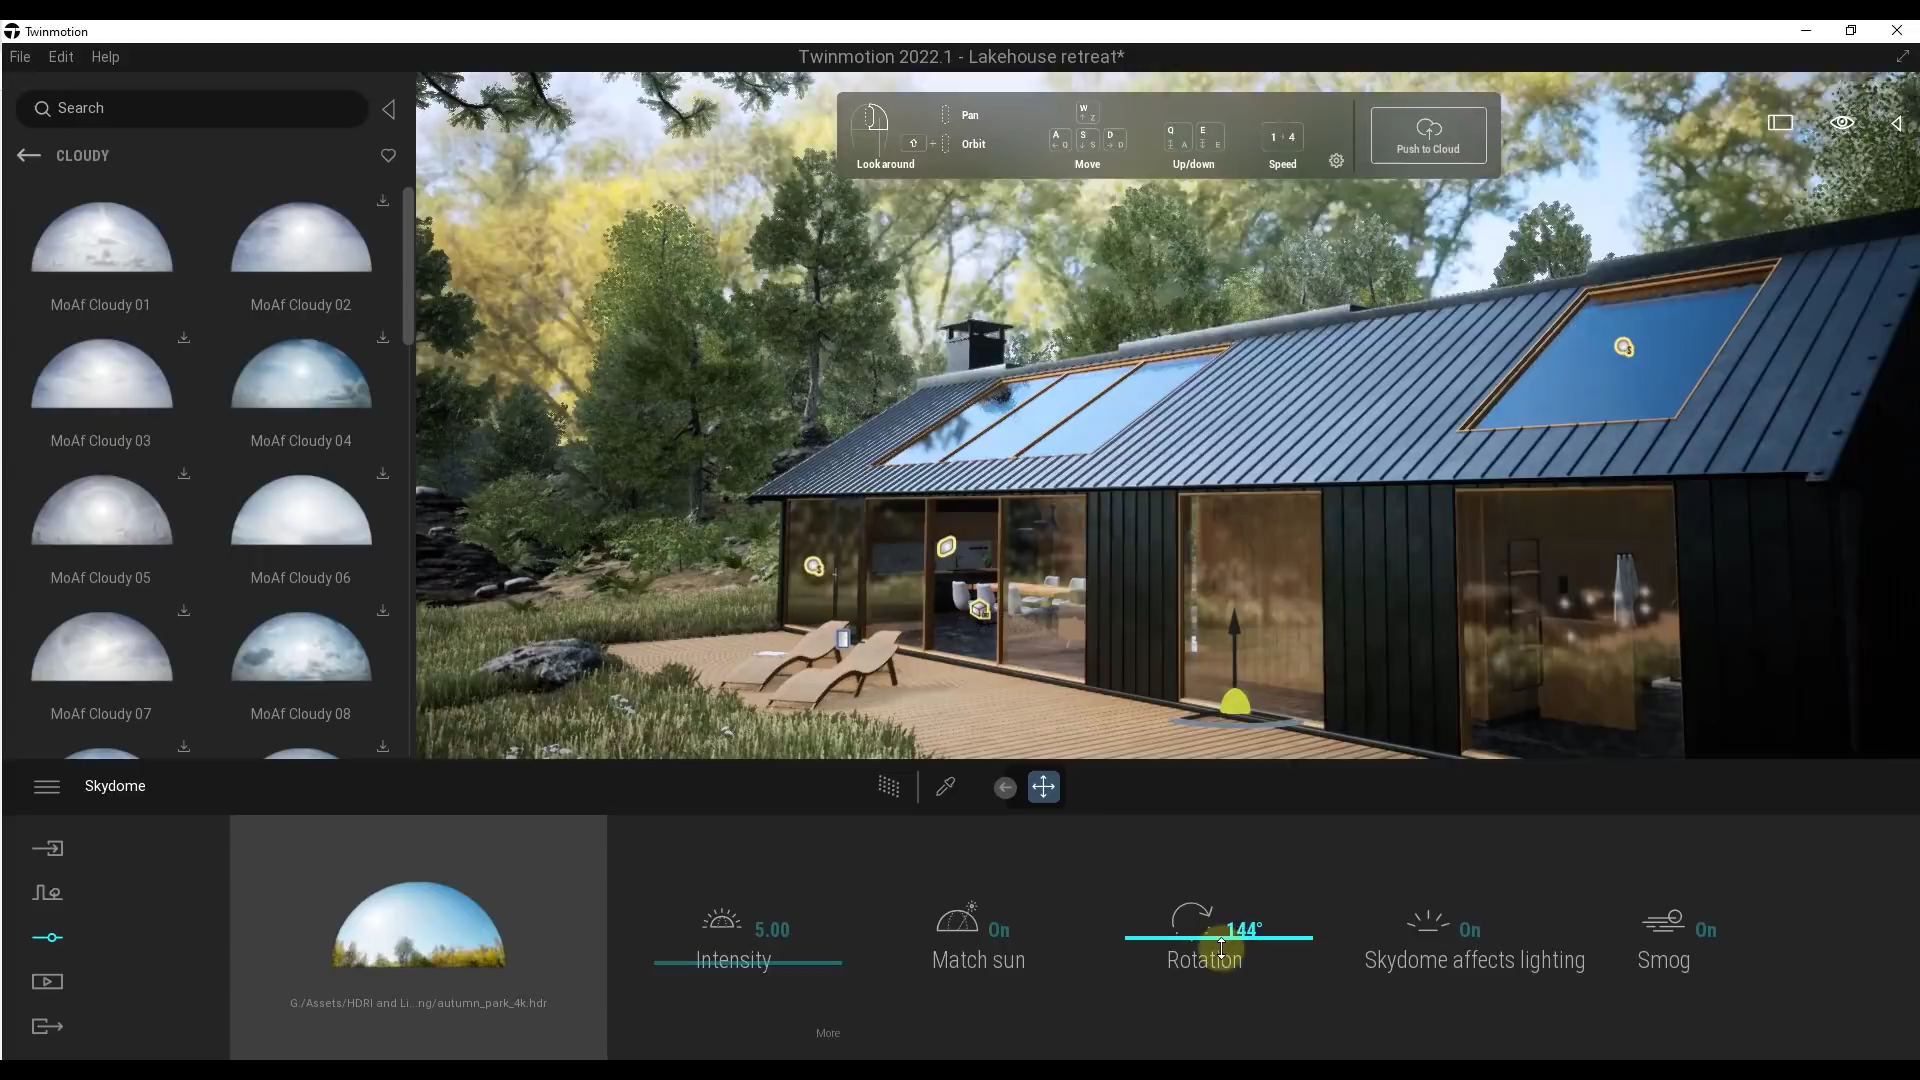 Twinmotion
File Edit Help
Twinmotion 2022.1 - Lakehouse retreat*
Search
CLOUDY
MoAf Cloudy 01
MoAf Cloudy 02
MoAf Cloudy 03
MoAf Cloudy 04
MoAf Cloudy 05
MoAf Cloudy 06
MoAf Cloudy 07
MoAf Cloudy 08
Pan
Orbit
Look around
W
Z
A
Q
S
S
D
D
Move
Q
A
E
E
Up/down
1 4
Speed
Push to Cloud
Skydome
G:/Assets/HDRI and Li...ng/autumn_park_4k.hdr
5.00
Intensity
On
Match sun
144°
Rotation
On
Skydome affects lighting
On
Smog
More